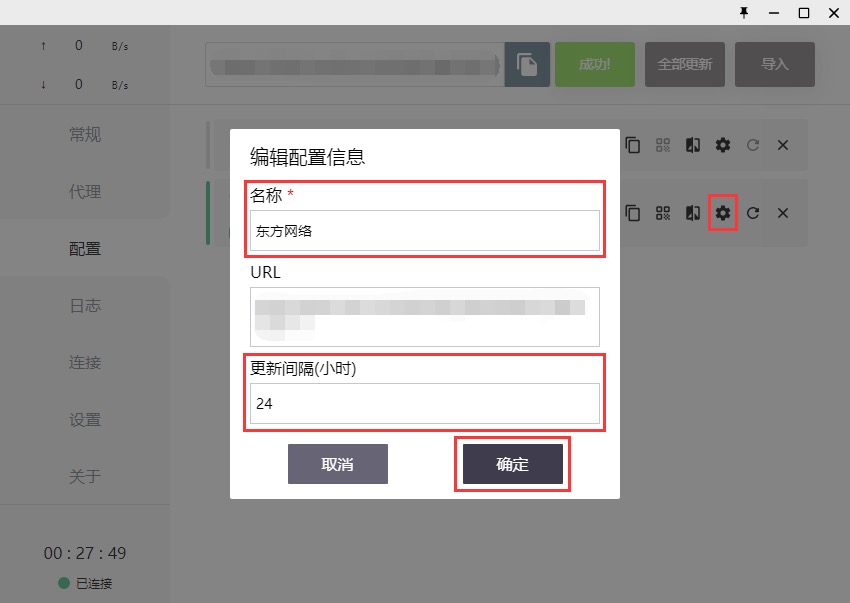 ↑ 0 B/s
↓ 0 B/s
常规
代理
配置
日志
连接
设置
关于
00 : 27 : 49
已连接
成功!
全部更新
导入
编辑配置信息
名称 *
东方网络
URL
更新间隔(小时)
24
取消
确定